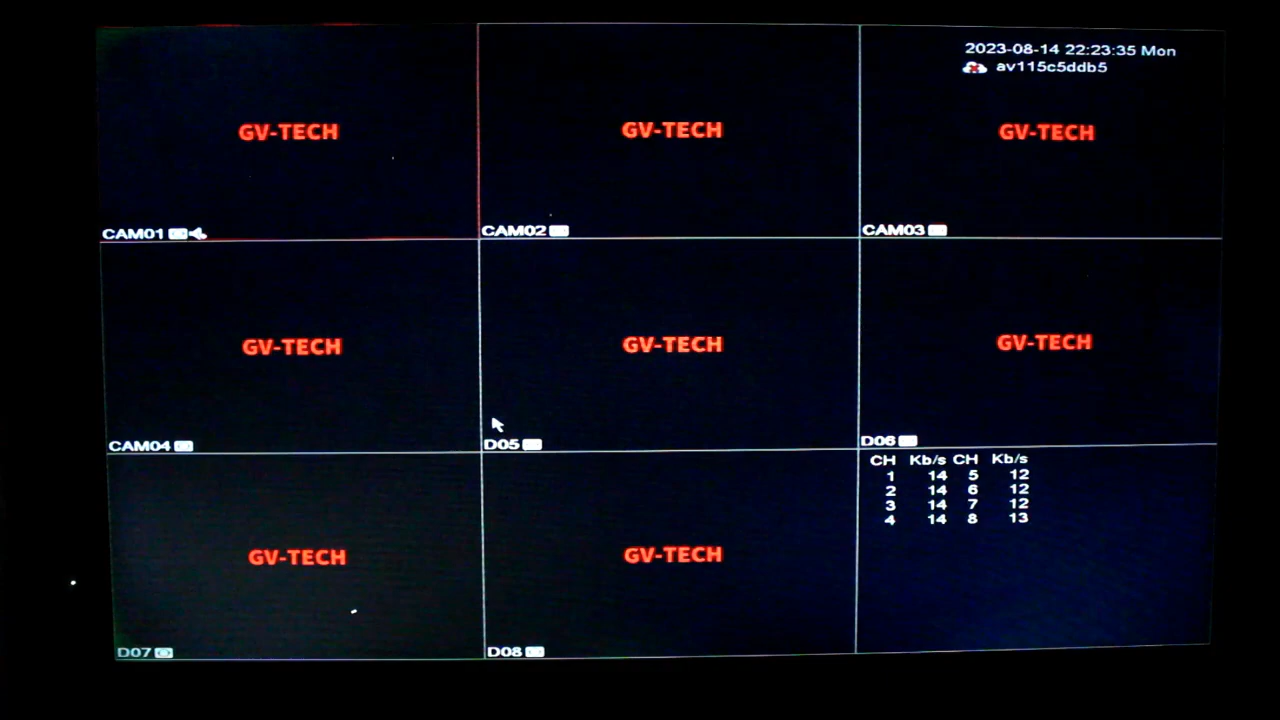 2023-08-14 22:23:35 Mon
av115c5ddb5
GV-TECH
GV-TECH
GV-TECH
CAM01
CAM02
CAM03
GV-TECH
GV-TECH
GV-TECH
CAM04
D05
D06
CH Kb/s CH Kb/s
1 14 5 12
2 14 6 12
3 14 7 12
4 14 8 13
GV-TECH
GV-TECH
D07
D08